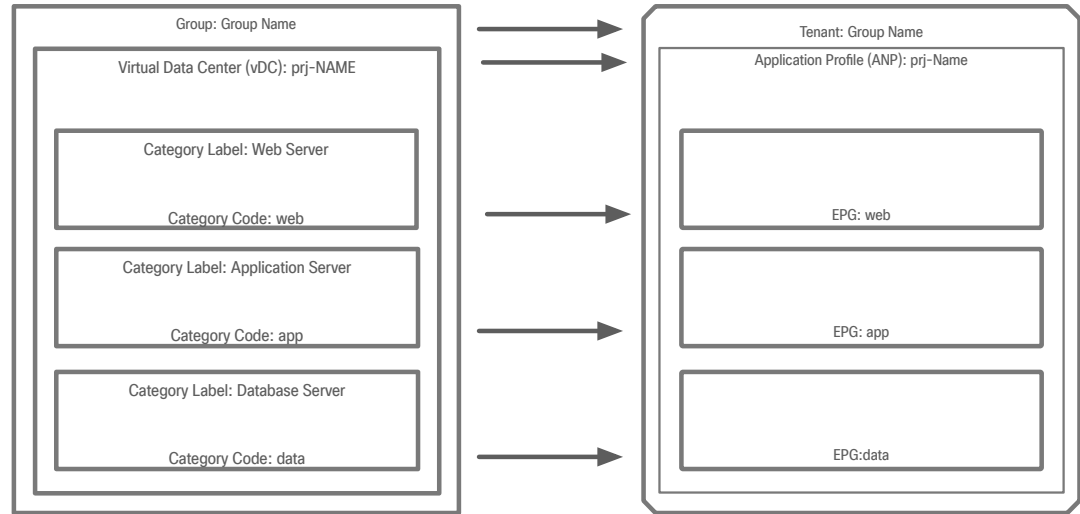 Group: Group Name
Virtual Data Center (vDC): prj-NAME
Category Label: Web Server
Category Code: web
Category Label: Application Server
Category Code: app
Category Label: Database Server
Category Code: data
Tenant: Group Name
Application Profile (ANP): prj-Name
EPG: web
EPG: app
EPG:data